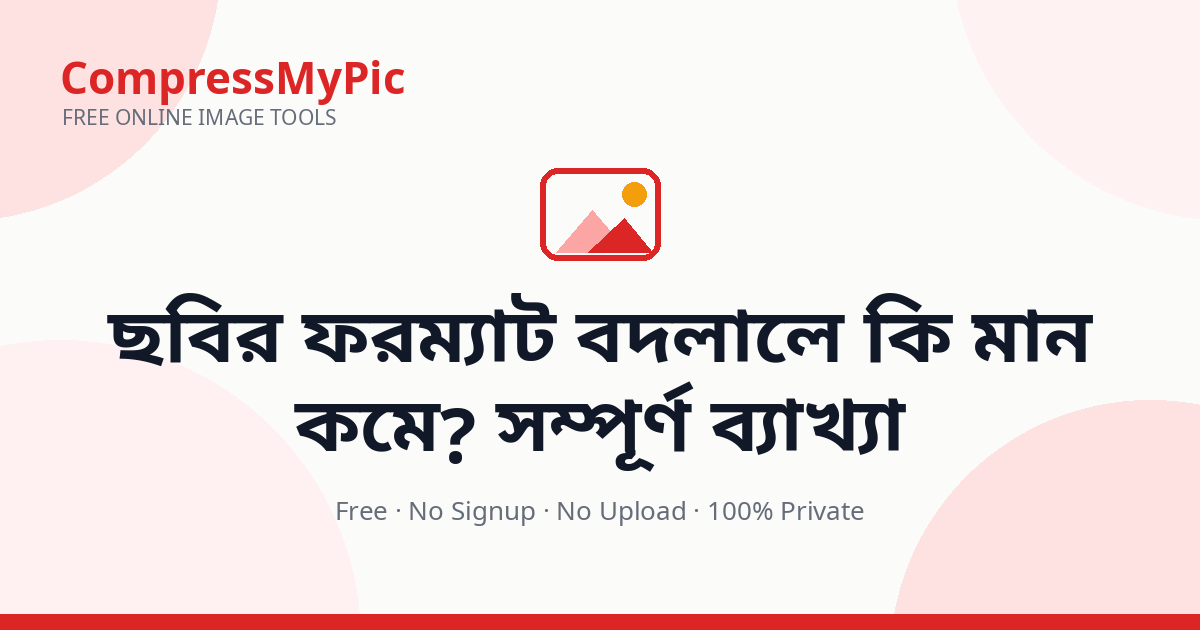 CompressMyPic
FREE ONLINE IMAGE TOOLS
ছবির ফরম্যাট বদলালে কি মান
কমে? সম্পূর্ণ ব্যাখ্যা
Free · No Signup · No Upload · 100% Private